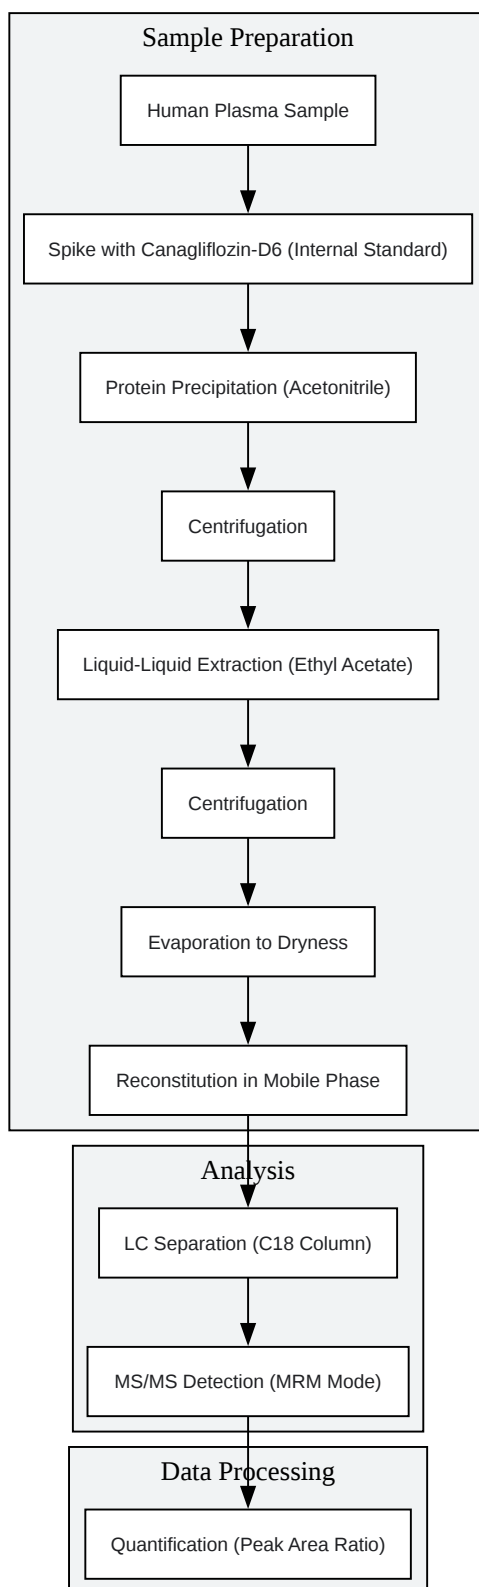 Sample Preparation
Human Plasma Sample
Spike with Canagliflozin-D6 (Internal Standard)
Protein Precipitation (Acetonitrile)
Centrifugation
Liquid-Liquid Extraction (Ethyl Acetate)
Centrifugation
Evaporation to Dryness
Reconstitution in Mobile Phase
Analysis
LC Separation (C18 Column)
MS/MS Detection (MRM Mode)
Data Processing
Quantification (Peak Area Ratio)